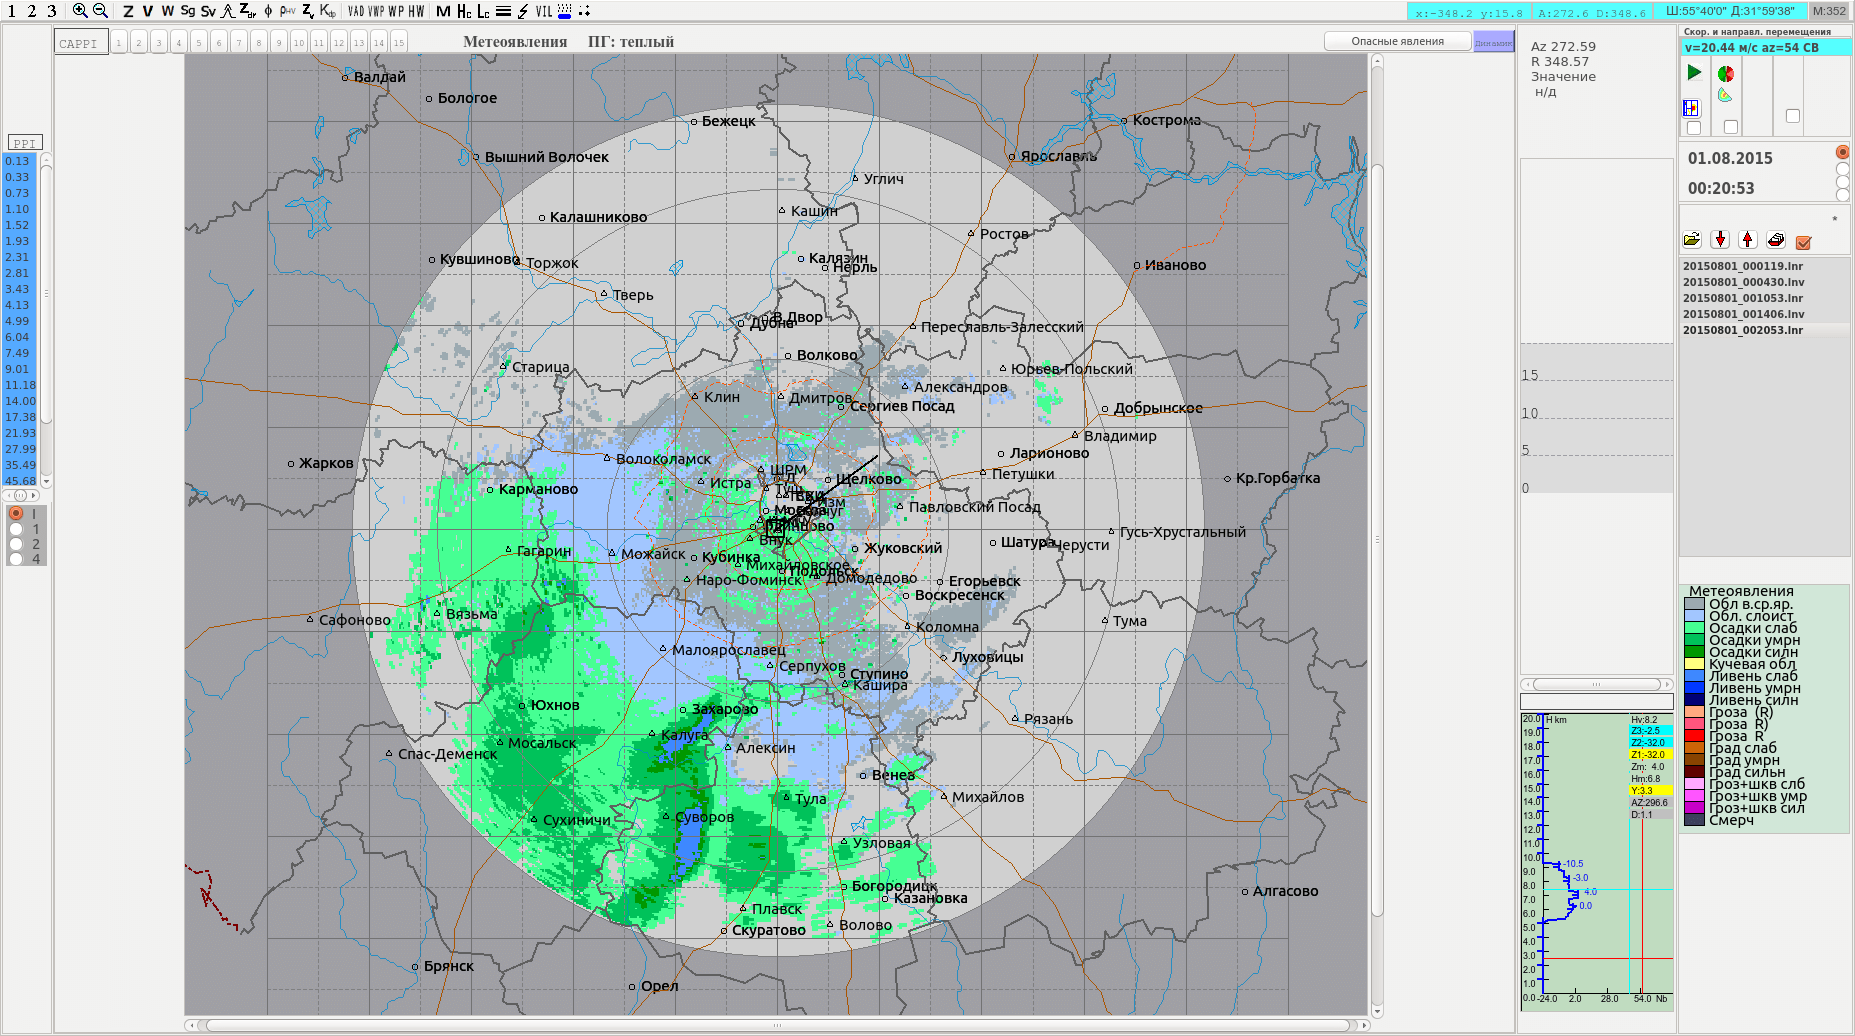 1 2 3 Z V W Sg Sv VAD VWP WP HW M Hc Lc VIL
x:-348.2 y:15.8 A:272.6 D:348.6 Ш:55°40'0" Д:31°59'38" M:352
CAPPI 1 2 3 4 5 6 7 8 9 10 11 12 13 14 15
Метеоявления ПГ: теплый
Опасные явления
PPI
0.13
0.33
0.73
1.10
1.52
1.93
2.31
2.81
3.43
4.13
4.99
6.04
7.49
9.01
11.18
14.00
17.38
21.93
27.99
35.49
45.68
I
1
2
4
Валдай
Бологое
Бежецк
Кострома
Вышний Волочек
Ярославль
Углич
Кашин
Калашниково
Ростов
Кувшиново
Торжок
Калязин
Нерль
Иваново
Тверь
В.Двор
Дубна
Переславль-Залесский
Волково
Старица
Юрьев-Польский
Александров
Клин
Дмитров
Сергиев Посад
Добрынское
Владимир
Ларионово
Волоколамск
Жарков
ШРМ
Петушки
Кр.Горбатка
Истра
Щелково
Карманово
Павловский Посад
Гусь-Хрустальный
Внук
Жуковский
Шатура
Черусти
Гагарин
Можайск
Кубинка
Михайловское
Подольск
Наро-Фоминск
Домодедово
Егорьевск
Воскресенск
Вязьма
Сафоново
Коломна
Тума
Малоярославец
Луховицы
Серпухов
Ступино
Кашира
Юхнов
Захарово
Рязань
Калуга
Мосальск
Алексин
Спас-Деменск
Венев
Тула
Михайлов
Сухиничи
Суворов
Узловая
Богородицк
Казановка
Алгасово
Плавск
Волово
Скуратово
Брянск
Орел
Az 272.59
R 348.57
Значение
н/д
15
10
5
0
20.0 H km
19.0
18.0
17.0
16.0
15.0
14.0
13.0
12.0
11.0
10.0
9.0
8.0
7.0
6.0
5.0
4.0
3.0
2.0
1.0
0.0 -24.0 2.0 28.0 54.0 Nb
Hv:8.2
Z3:-2.5
Z2:-32.0
Z1:-32.0
Zm: 4.0
Hm:6.8
Y:3.3
AZ:296.6
D:1.1
-10.5
-3.0
4.0
0.0
Скор. и направл. перемещения
v=20.44 м/с az=54 СВ
01.08.2015
00:20:53
*
20150801_000119.lnr
20150801_000430.lnv
20150801_001053.lnr
20150801_001406.lnv
20150801_002053.lnr
Метеоявления
Обл в.ср.яр.
Обл. слоист
Осадки слаб
Осадки умрн
Осадки силн
Кучевая обл
Ливень слаб
Ливень умрн
Ливень силн
Гроза (R)
Гроза R)
Гроза R
Град слаб
Град умрн
Град сильн
Гроз+шкв слб
Гроз+шкв умр
Гроз+шкв сил
Смерч